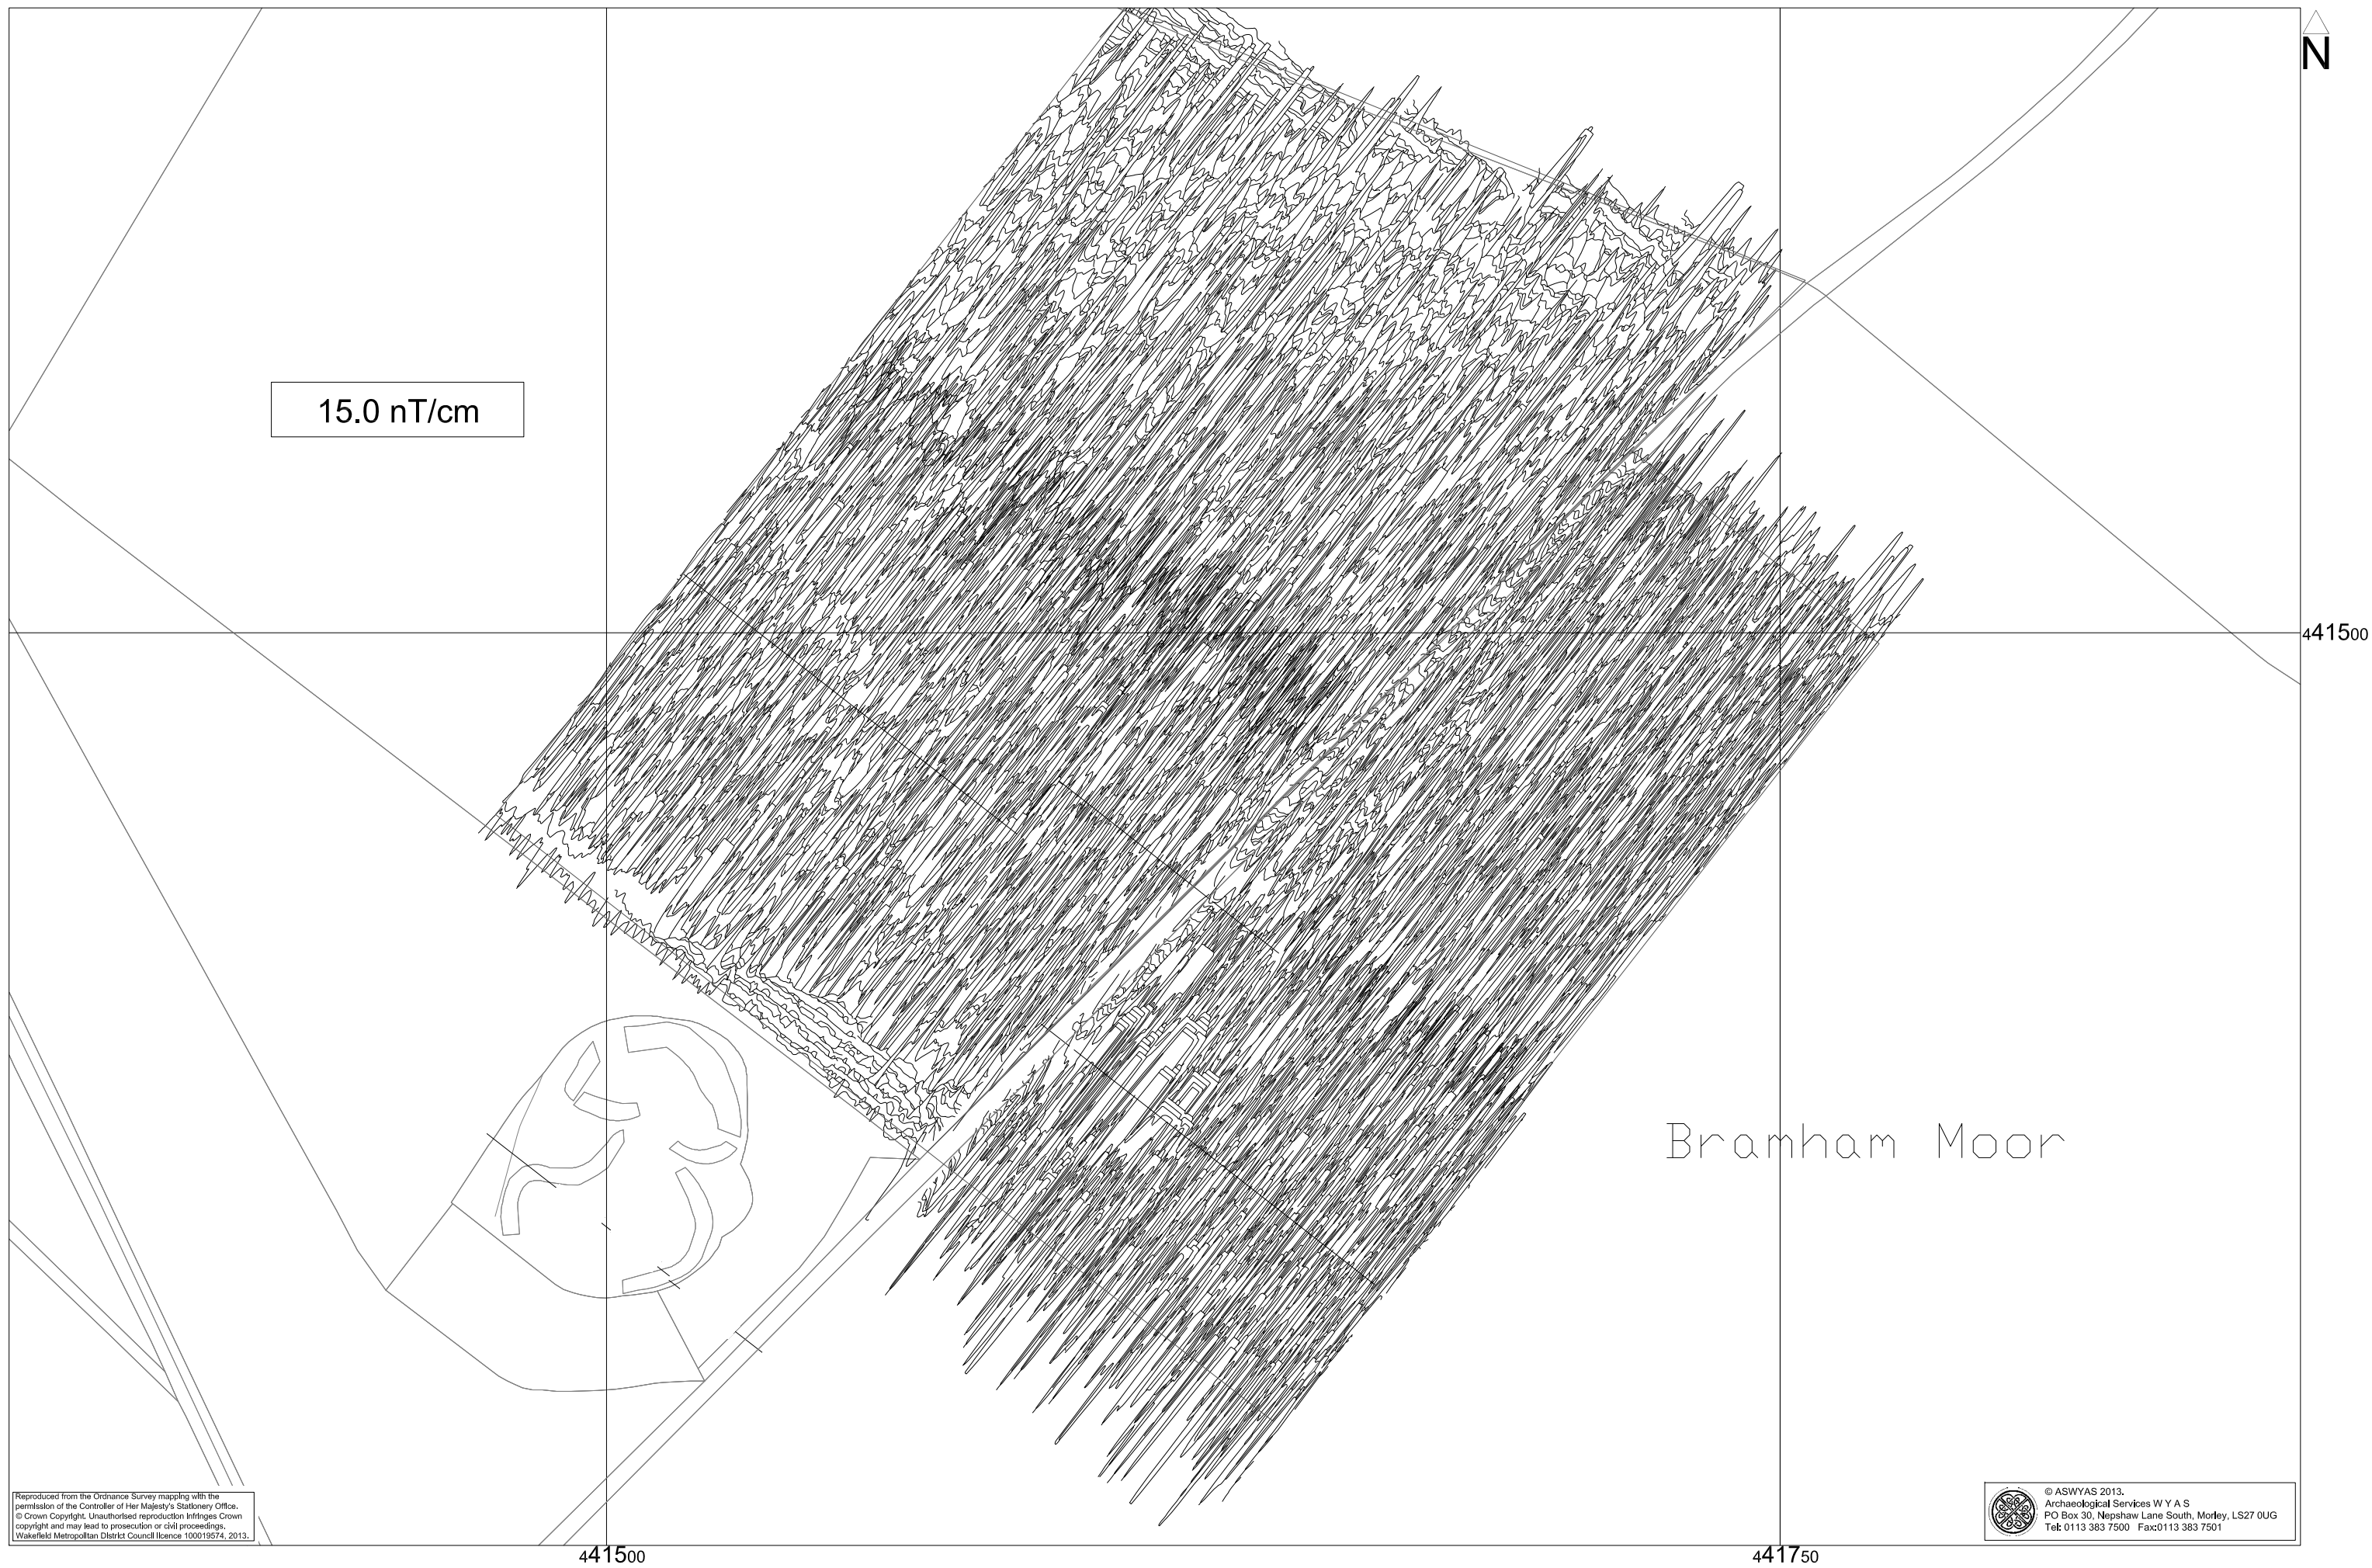 N
15.0 nT/cm
441500
Bramham Moor
Reproduced from the Ordnance Survey mapping with the
permission of the Controller of Her Majesty's Stationery Office.
© Crown Copyright. Unauthorised reproduction infringes Crown
copyright and may lead to prosecution or civil proceedings.
Wakefield Metropolitan District Council licence 100019574, 2013.
© ASWYAS 2013.
Archaeological Services W Y A S
PO Box 30, Nepshaw Lane South, Morley, LS27 0UG
Tel: 0113 383 7500 Fax:0113 383 7501
441500
441750